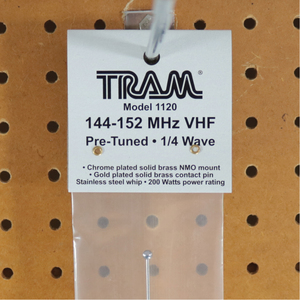 TRAM®
Model 1120
144-152 MHz VHF
Pre-Tuned • 1/4 Wave
• Chrome plated solid brass NMO mount
• Gold plated solid brass contact pin
Stainless steel whip • 200 Watts power rating